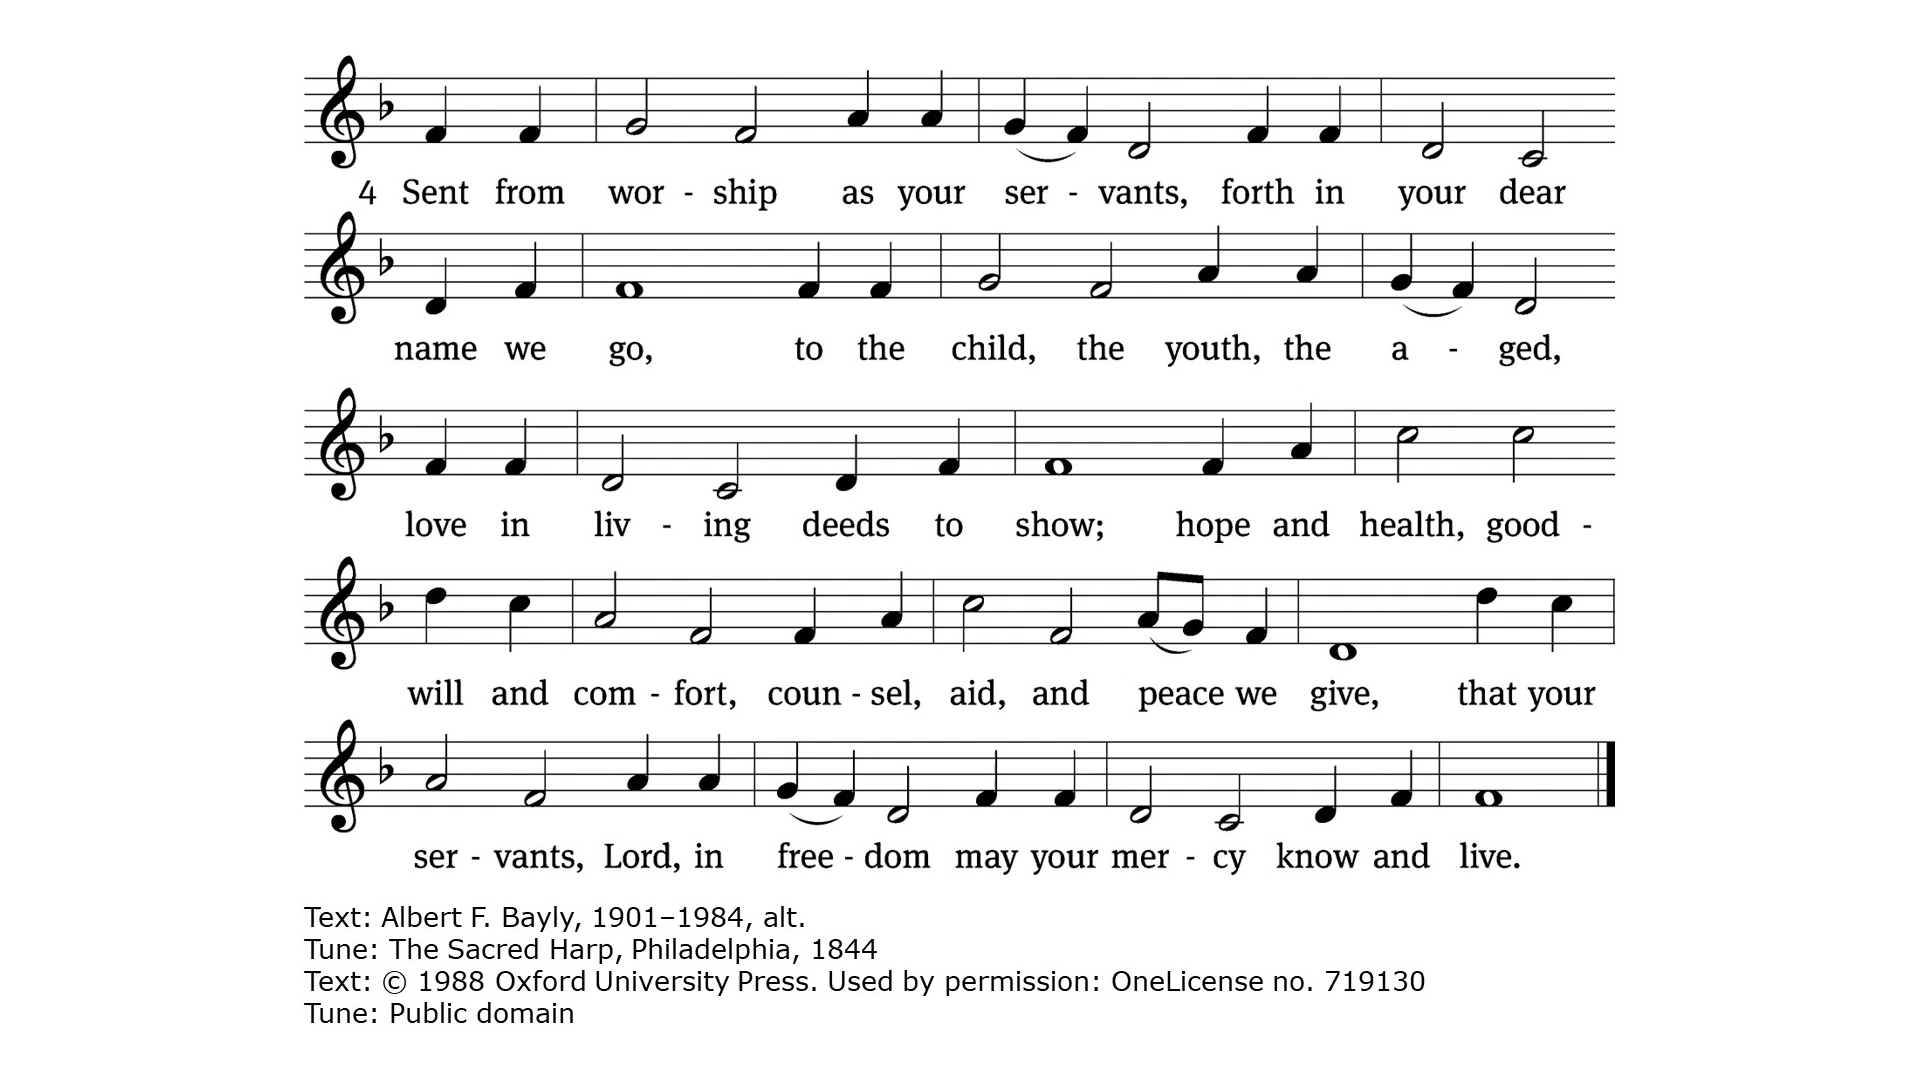 4 Sent from wor - ship as your ser - vants, forth in your dear
name we go, to the child, the youth, the a - ged,
love in liv - ing deeds to show; hope and health, good -
will and com - fort, coun - sel, aid, and peace we give, that your
ser - vants, Lord, in free - dom may your mer - cy know and live.
Text: Albert F. Bayly, 1901–1984, alt.
Tune: The Sacred Harp, Philadelphia, 1844
Text: © 1988 Oxford University Press. Used by permission: OneLicense no. 719130
Tune: Public domain